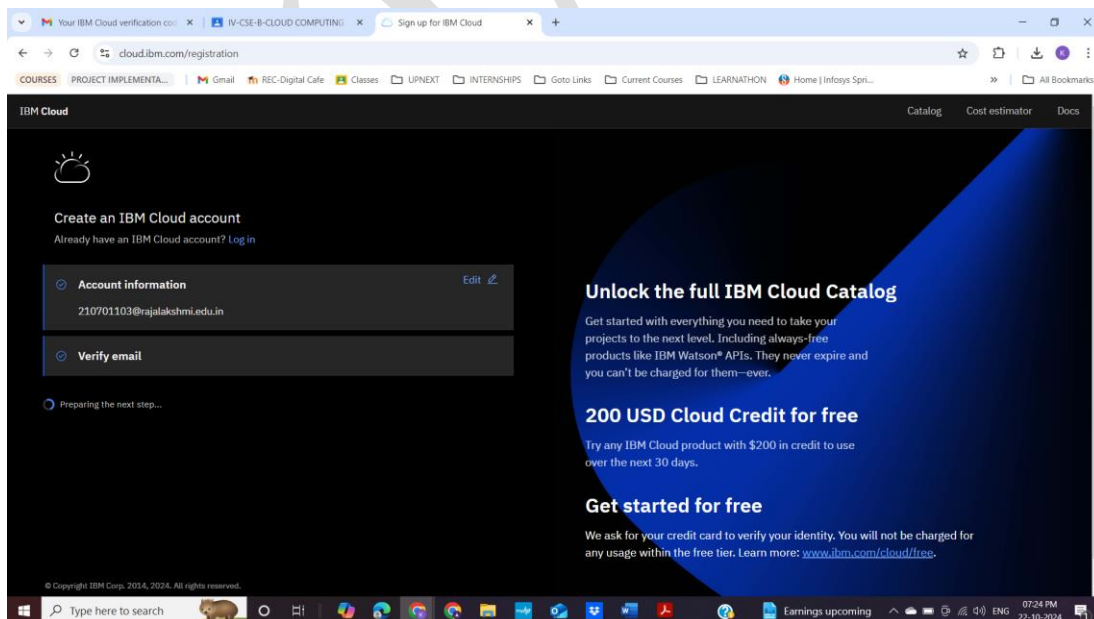 Your IBM Cloud verification co
IV-CSE-B-CLOUD COMPUTING
Sign up for IBM Cloud
cloud.ibm.com/registration
COURSES
PROJECT IMPLEMENTA...
Gmail
REC-Digital Cafe
Classes
UPNEXT
INTERNSHIPS
Goto Links
Current Courses
LEARNATHON
Home | Infosys Spri...
»
All Bookmarks
IBM Cloud
Catalog
Cost estimator
Docs
Create an IBM Cloud account
Already have an IBM Cloud account? Log in
Account information
Edit
210701103@rajalakshmi.edu.in
Verify email
Preparing the next step...
Unlock the full IBM Cloud Catalog
Get started with everything you need to take your
projects to the next level. Including always-free
products like IBM Watson® APIs. They never expire and
you can't be charged for them—ever.
200 USD Cloud Credit for free
Try any IBM Cloud product with $200 in credit to use
over the next 30 days.
Get started for free
We ask for your credit card to verify your identity. You will not be charged for
any usage within the free tier. Learn more: www.ibm.com/cloud/free.
© Copyright IBM Corp. 2014, 2024. All rights reserved.
Type here to search
Earnings upcoming
ENG
07:24 PM
22-10-2024